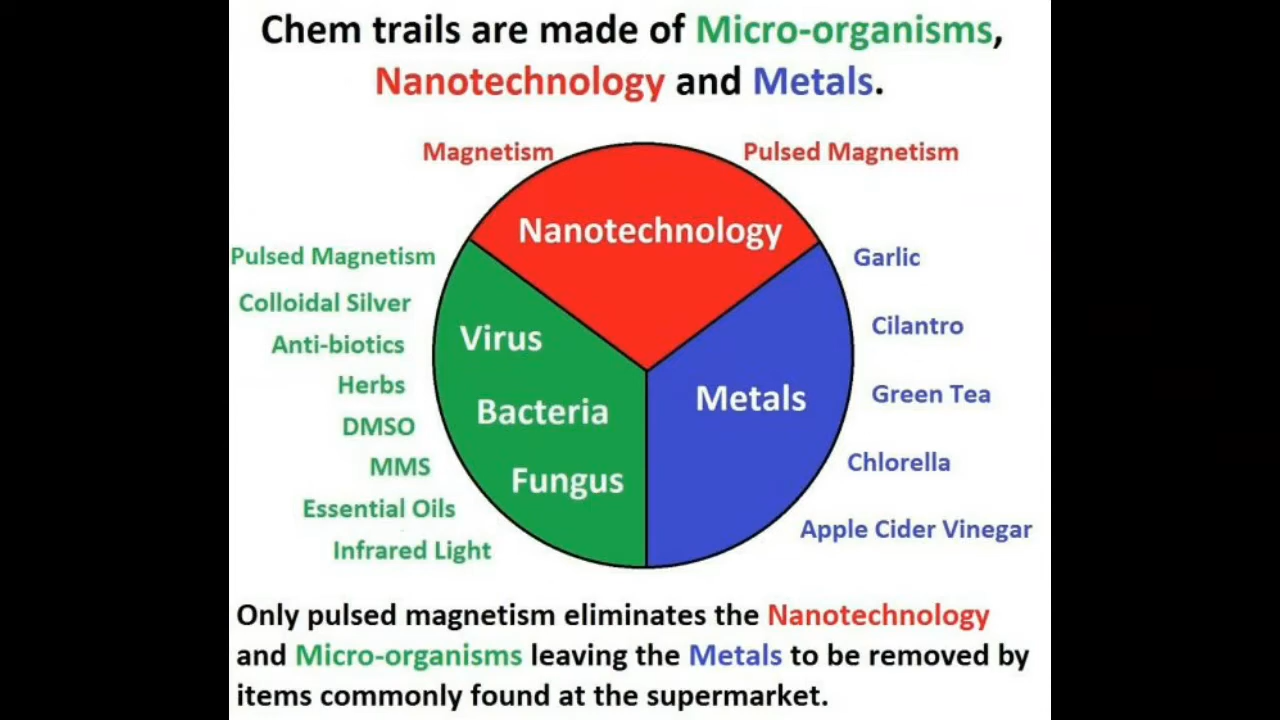 Chem trails are made of Micro-organisms,
Nanotechnology and Metals.
Magnetism
Pulsed Magnetism
Nanotechnology
Pulsed Magnetism
Colloidal Silver
Anti-biotics
Herbs
DMSO
MMS
Essential Oils
Infrared Light
Virus
Bacteria
Fungus
Metals
Garlic
Cilantro
Green Tea
Chlorella
Apple Cider Vinegar
Only pulsed magnetism eliminates the Nanotechnology
and Micro-organisms leaving the Metals to be removed by
items commonly found at the supermarket.